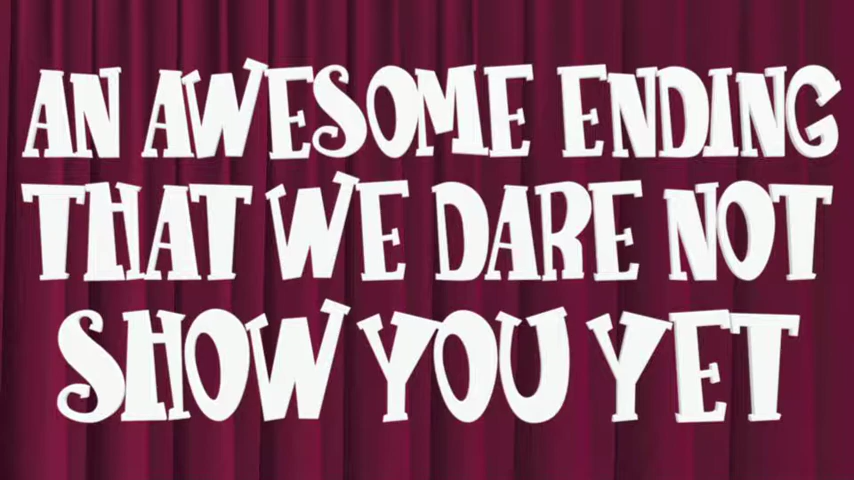 AN AWESOME ENDING
THAT WE DARE NOT
SHOW YOU YET